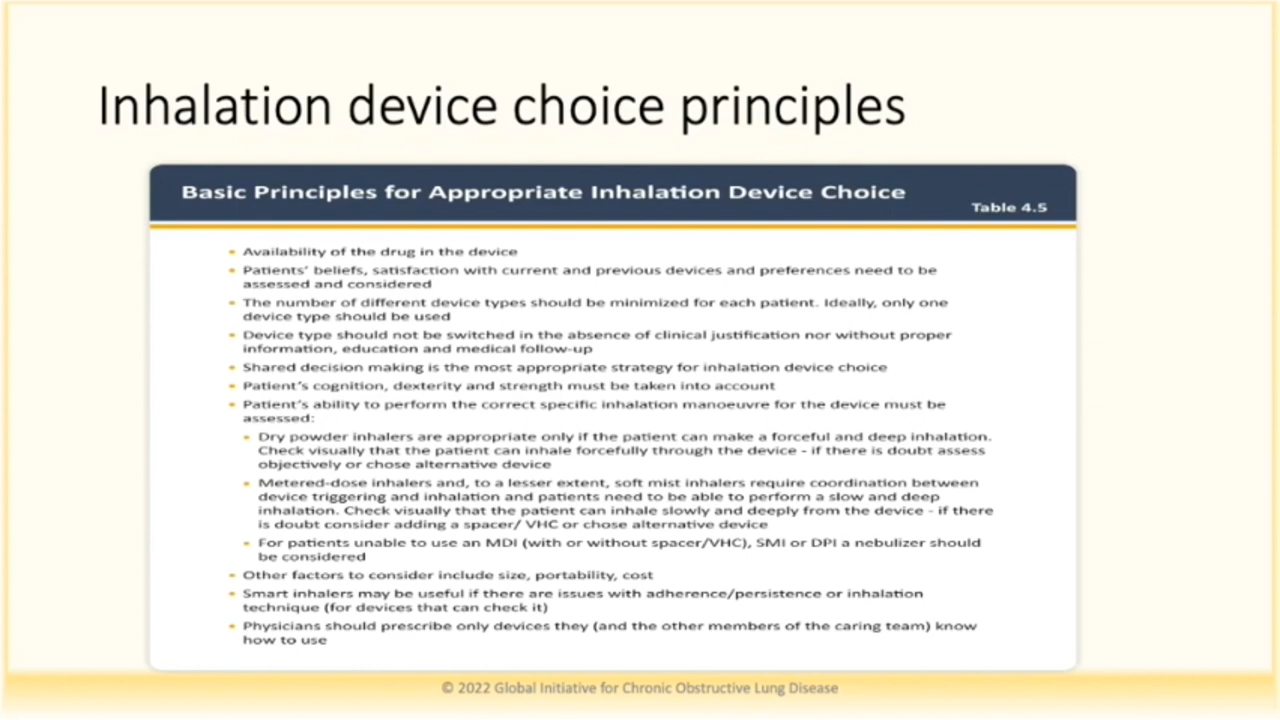 Inhalation device choice principles
Basic Principles for Appropriate Inhalation Device Choice
Table 4.5
• Availability of the drug in the device
• Patients' beliefs, satisfaction with current and previous devices and preferences need to be
assessed and considered
• The number of different device types should be minimized for each patient. Ideally, only one
device type should be used
• Device type should not be switched in the absence of clinical justification nor without proper
information, education and medical follow-up
• Shared decision making is the most appropriate strategy for inhalation device choice
• Patient's cognition, dexterity and strength must be taken into account
• Patient's ability to perform the correct specific inhalation manoeuvre for the device must be
assessed:
• Dry powder inhalers are appropriate only if the patient can make a forceful and deep inhalation.
Check visually that the patient can inhale forcefully through the device - if there is doubt assess
objectively or chose alternative device
• Metered-dose inhalers and, to a lesser extent, soft mist inhalers require coordination between
device triggering and inhalation and patients need to be able to perform a slow and deep
inhalation. Check visually that the patient can inhale slowly and deeply from the device - if there
is doubt consider adding a spacer/ VHC or chose alternative device
• For patients unable to use an MDI (with or without spacer/VHC), SMI or DPI a nebulizer should
be considered
• Other factors to consider include size, portability, cost
• Smart inhalers may be useful if there are issues with adherence/persistence or inhalation
technique (for devices that can check it)
• Physicians should prescribe only devices they (and the other members of the caring team) know
how to use
© 2022 Global Initiative for Chronic Obstructive Lung Disease